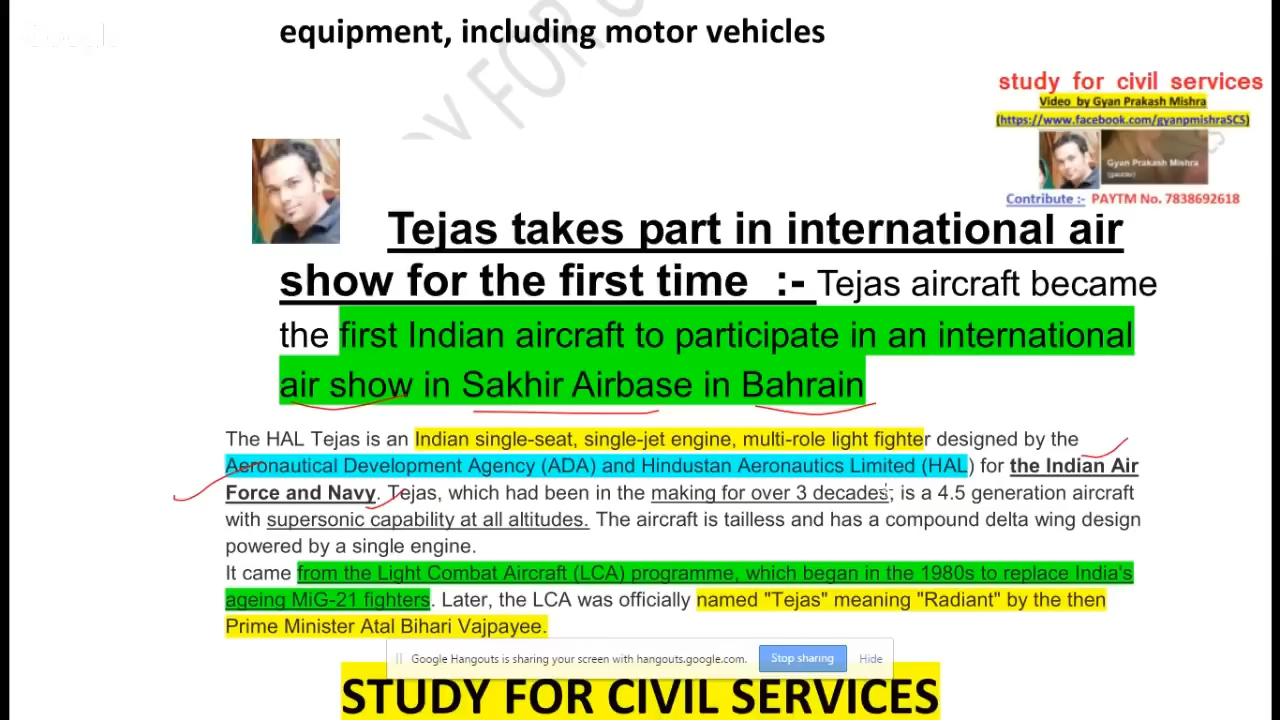 Google
equipment, including motor vehicles
study for civil services
Video by Gyan Prakash Mishra
(https://www.facebook.com/gyanpmishraSCS)
Gyan Prakash Mishra
Contribute :- PAYTM No. 7838692618
Tejas takes part in international air
show for the first time :- Tejas aircraft became
the first Indian aircraft to participate in an international
air show in Sakhir Airbase in Bahrain
The HAL Tejas is an Indian single-seat, single-jet engine, multi-role light fighter designed by the
Aeronautical Development Agency (ADA) and Hindustan Aeronautics Limited (HAL) for the Indian Air
Force and Navy. Tejas, which had been in the making for over 3 decades, is a 4.5 generation aircraft
with supersonic capability at all altitudes. The aircraft is tailless and has a compound delta wing design
powered by a single engine.
It came from the Light Combat Aircraft (LCA) programme, which began in the 1980s to replace India's
ageing MiG-21 fighters. Later, the LCA was officially named "Tejas" meaning "Radiant" by the then
Prime Minister Atal Bihari Vajpayee.
Google Hangouts is sharing your screen with hangouts.google.com. Stop sharing Hide
STUDY FOR CIVIL SERVICES